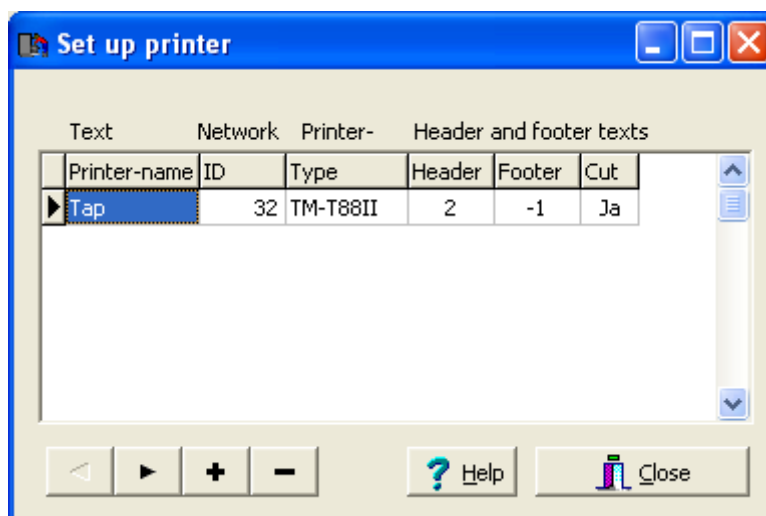 Set up printer
Text Network Printer- Header and footer texts
Printer-name ID Type Header Footer Cut
Tap 32 TM-T88II 2 -1 Ja
Help Close